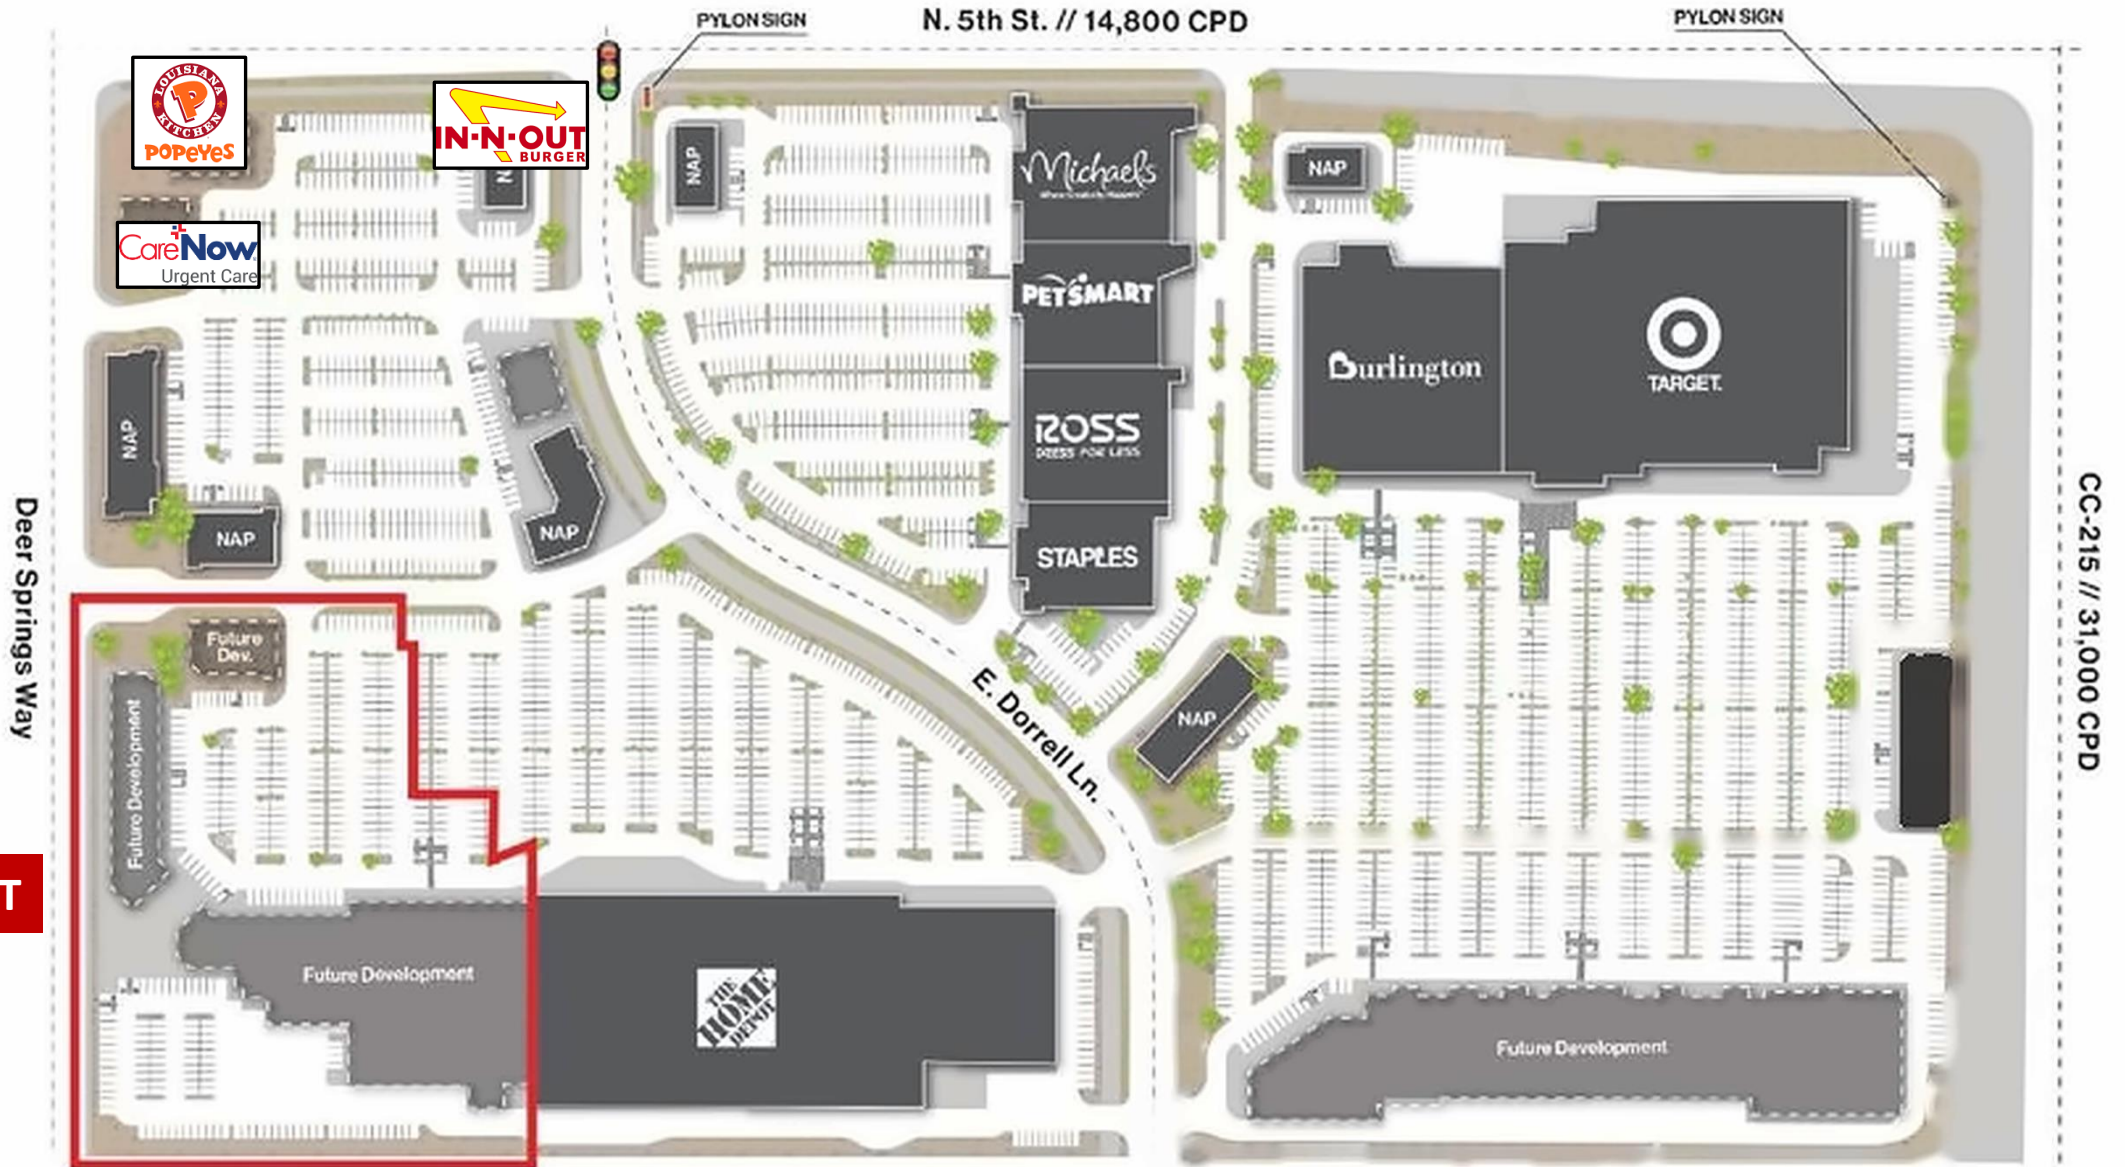 PYLON SIGN
N. 5th St. // 14,800 CPD
PYLON SIGN
LOUISIANA
KITCHEN
P
POPEYES
IN-N-OUT
BURGER
NAP
Michaels
NAP
CareNow
Urgent Care
PETSMART
Burlington
TARGET.
ROSS
DRESS FOR LESS
NAP
NAP
NAP
STAPLES
Deer Springs Way
CC-215 // 31,000 CPD
Future
Dev.
E. Dorrell Ln.
NAP
Future Development
T
Future Development
THE
HOME
DEPOT
Future Development